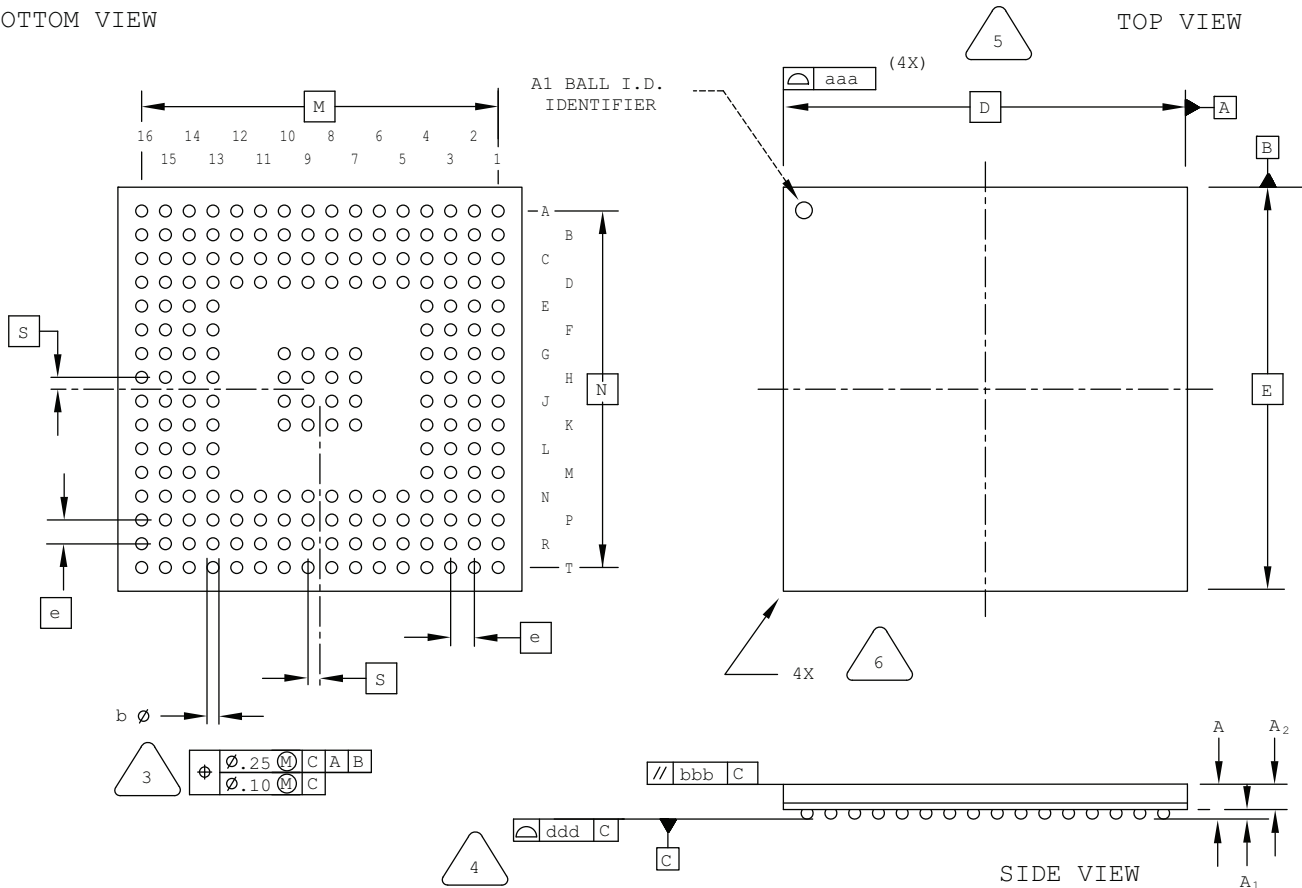 OTTOM VIEW
5
TOP VIEW
A1 BALL I.D.
IDENTIFIER
aaa
(4X)
M
D
A
B
16 14 12 10 8 6 4 2
15 13 11 9 7 5 3 1
A
B
C
D
E
F
G
H
J
K
L
M
N
P
R
T
S
N
E
e
e
S
4X
6
b Ø
3
⌖ Ø.25 Ⓜ C A B
Ø.10 Ⓜ C
// bbb C
A
A₂
ddd C
C
4
SIDE VIEW
A₁